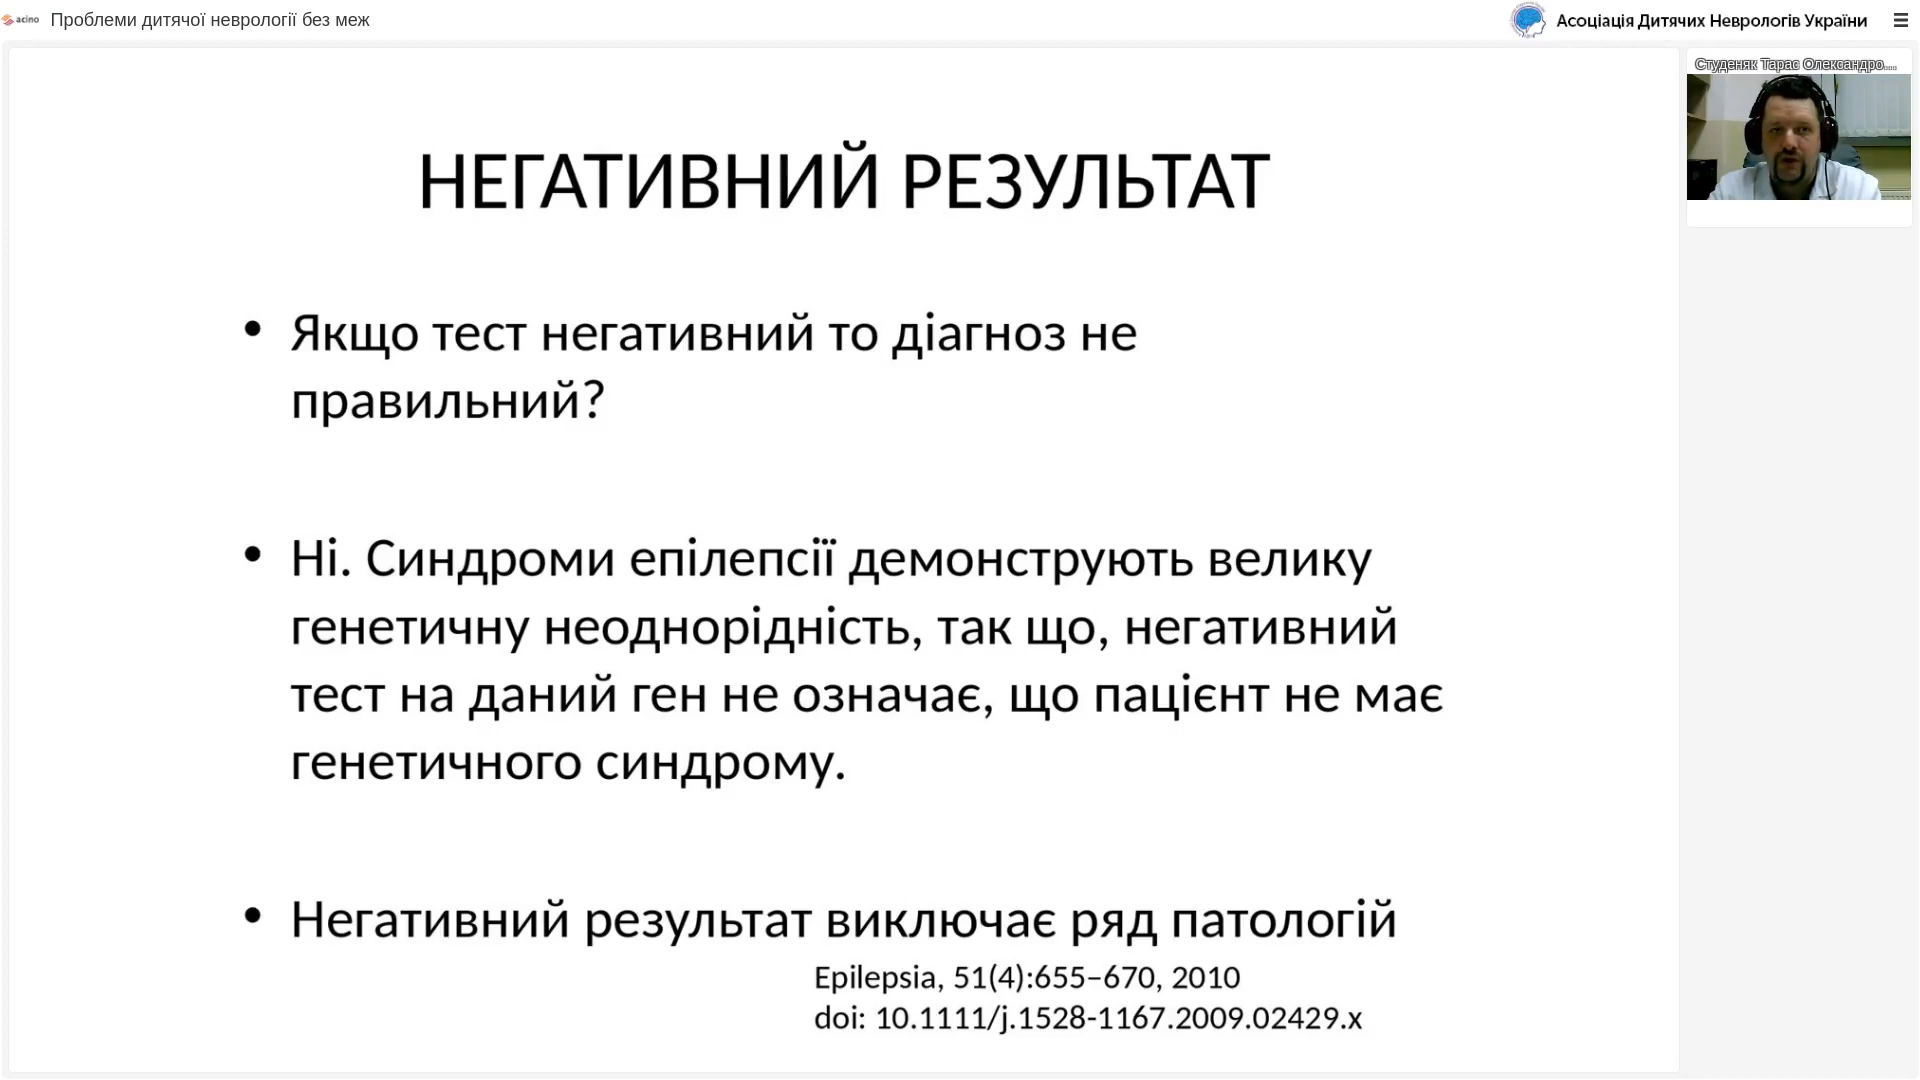 acino
Проблеми дитячої неврології без меж
Асоціація Дитячих Неврологів України
Студеняк Тарас Олександро...
НЕГАТИВНИЙ РЕЗУЛЬТАТ
• Якщо тест негативний то діагноз не
правильний?
• Ні. Синдроми епілепсії демонструють велику
генетичну неоднорідність, так що, негативний
тест на даний ген не означає, що пацієнт не має
генетичного синдрому.
• Негативний результат виключає ряд патологій
Epilepsia, 51(4):655–670, 2010
doi: 10.1111/j.1528-1167.2009.02429.x